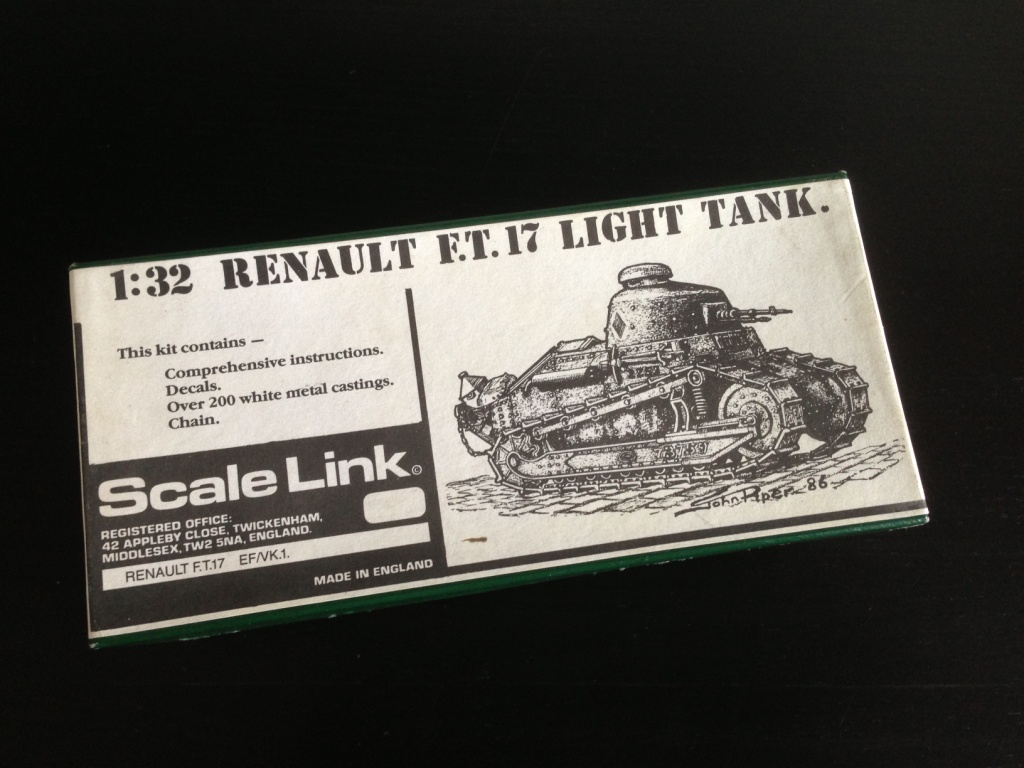 1:32 RENAULT F.T.17 LIGHT TANK.
This kit contains —
Comprehensive instructions.
Decals.
Over 200 white metal castings.
Chain.
Scale Link©
REGISTERED OFFICE:
42 APPLEBY CLOSE, TWICKENHAM,
MIDDLESEX, TW2 5NA, ENGLAND.
RENAULT F.T.17 EF/VK.1.
MADE IN ENGLAND
John Piper 86